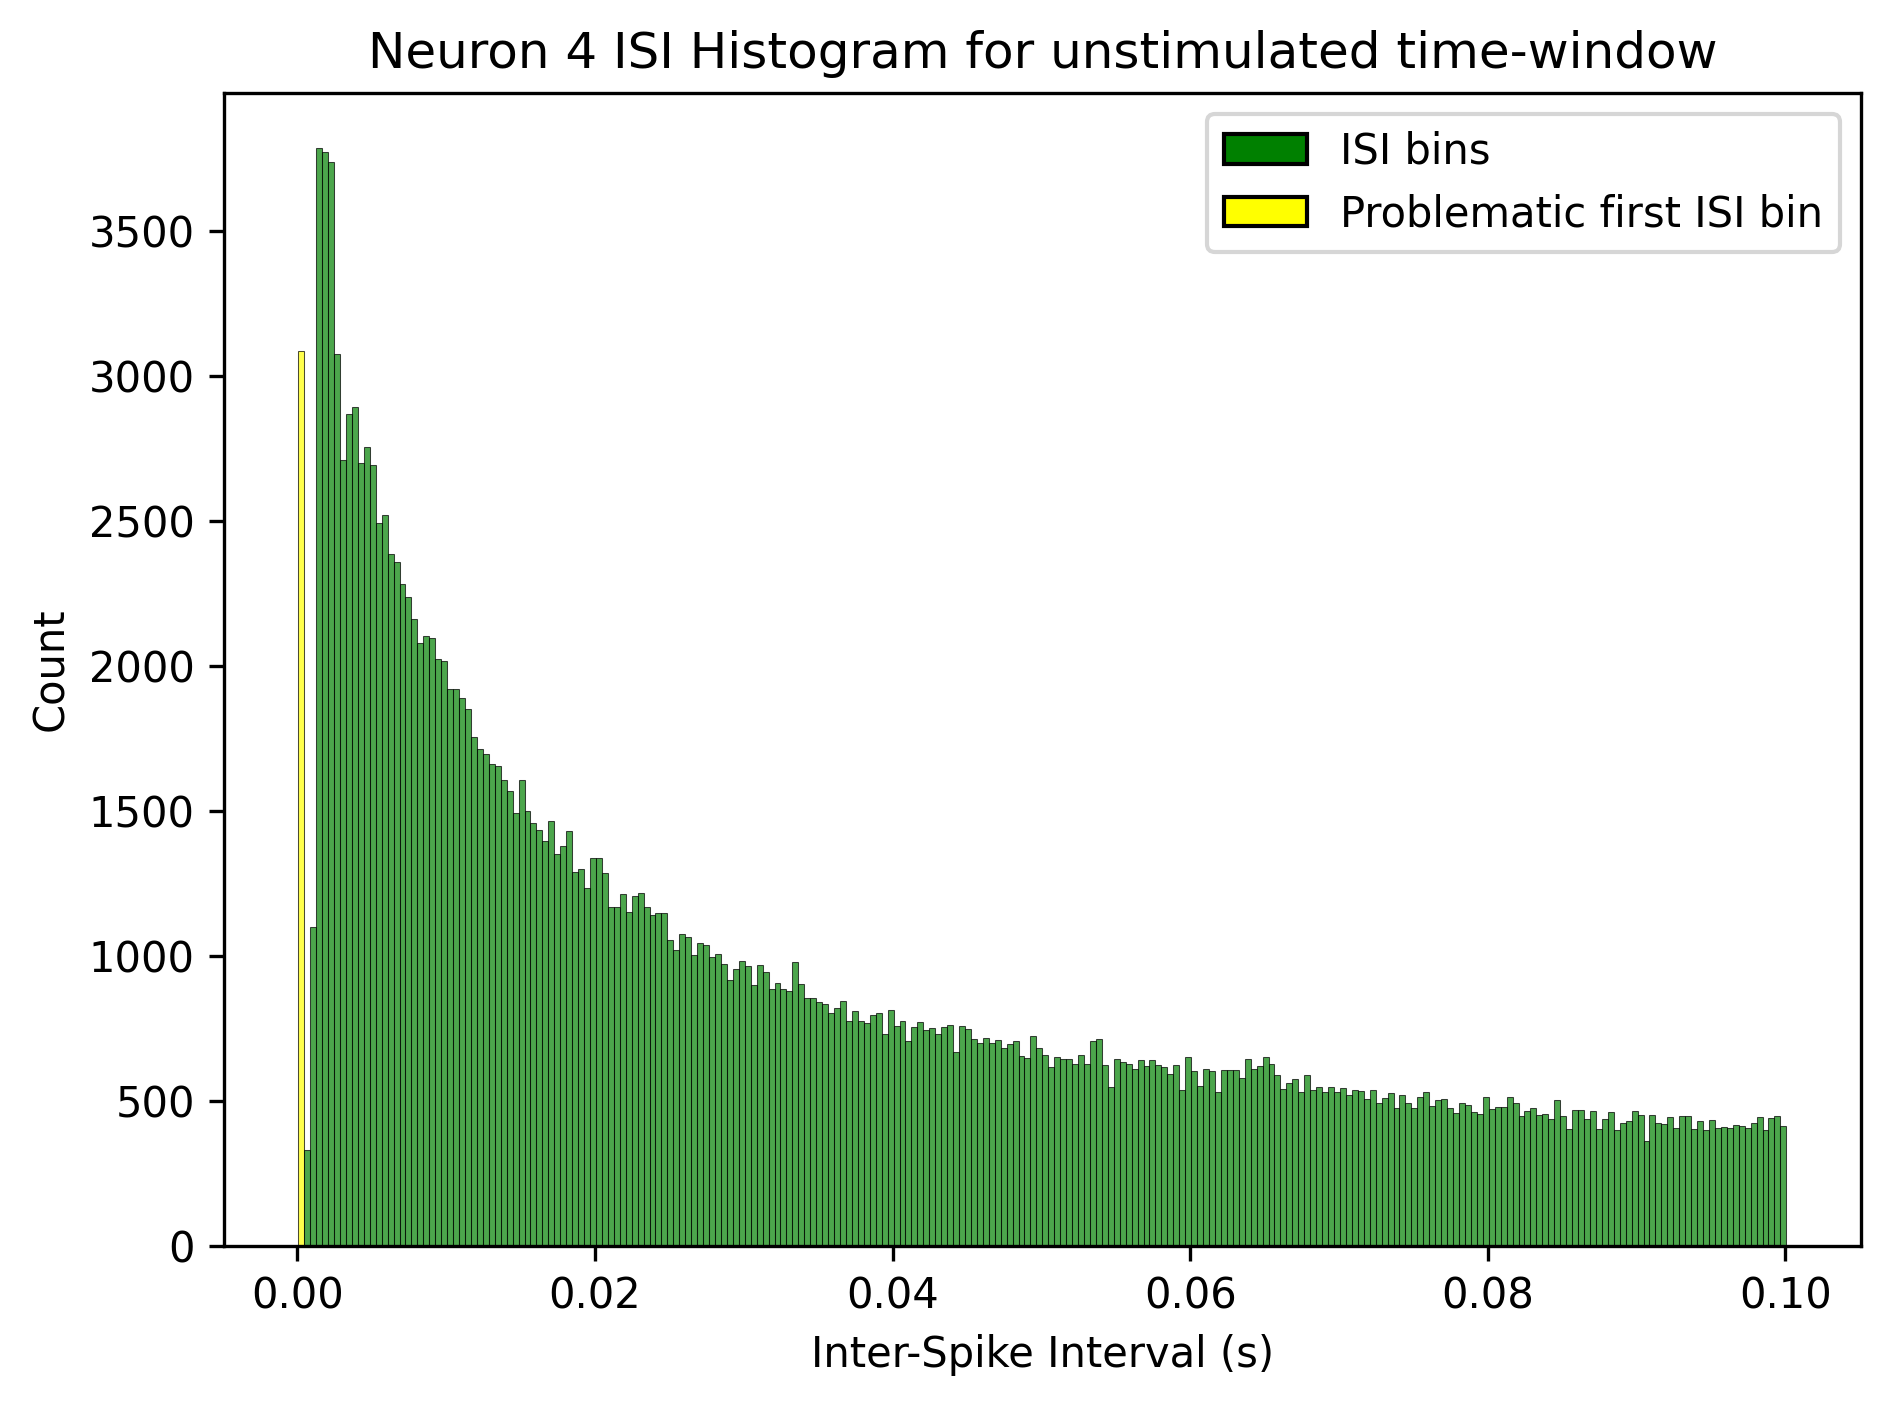 Neuron 4 ISI Histogram for unstimulated time-window
ISI bins
Problematic first ISI bin
3500
3000
2500
2000
1500
1000
500
0
Count
0.00 0.02 0.04 0.06 0.08 0.10
Inter-Spike Interval (s)